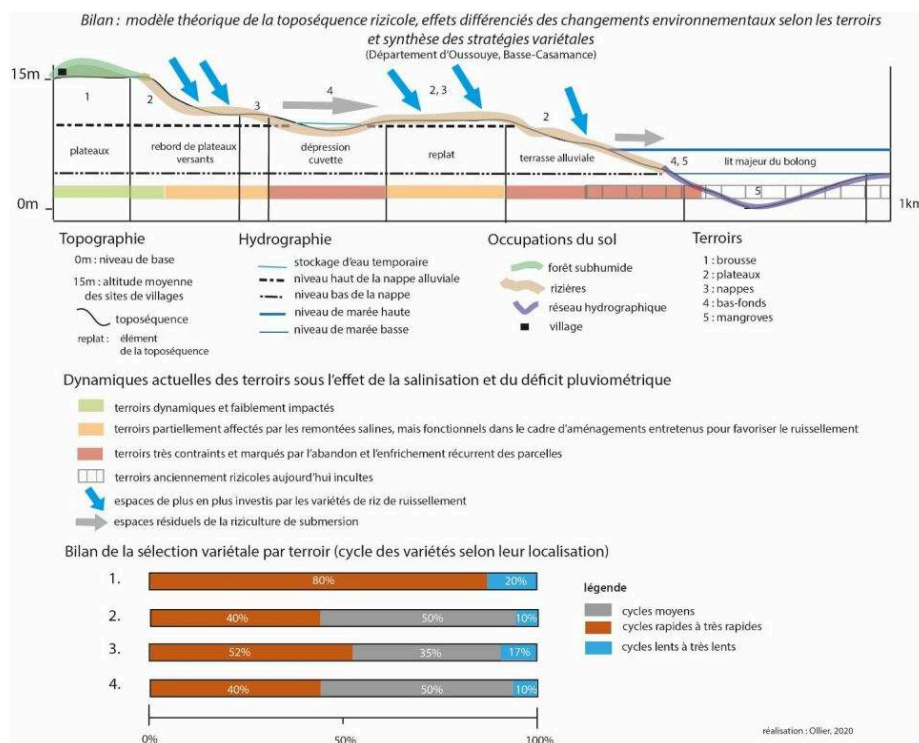 Bilan : modèle théorique de la toposéquence rizicole, effets différenciés des changements environnementaux selon les terroirs
et synthèse des stratégies variétales
(Département d'Oussouye, Basse-Casamance)
15m
1
2
3
4
2, 3
2
4, 5
5
plateaux
rebord de plateaux
versants
dépression
cuvette
replat
terrasse alluviale
lit majeur du bolong
0m
1km
Topographie
0m : niveau de base
15m : altitude moyenne
des sites de villages
toposéquence
replat : élément
de la toposéquence
Hydrographie
stockage d'eau temporaire
niveau haut de la nappe alluviale
niveau bas de la nappe
niveau de marée haute
niveau de marée basse
Occupations du sol
forêt subhumide
rizières
réseau hydrographique
village
Terroirs
1 : brousse
2 : plateaux
3 : nappes
4 : bas-fonds
5 : mangroves
Dynamiques actuelles des terroirs sous l'effet de la salinisation et du déficit pluviométrique
terroirs dynamiques et faiblement impactés
terroirs partiellement affectés par les remontées salines, mais fonctionnels dans le cadre d'aménagements entretenus pour favoriser le ruissellement
terroirs très contraints et marqués par l'abandon et l'enfrichement récurrent des parcelles
terroirs anciennement rizicoles aujourd'hui incultes
espaces de plus en plus investis par les variétés de riz de ruissellement
espaces résiduels de la riziculture de submersion
Bilan de la sélection variétale par terroir (cycle des variétés selon leur localisation)
1. 80% 20%
2. 40% 50% 10%
3. 52% 35% 17%
4. 40% 50% 10%
0% 50% 100%
légende
cycles moyens
cycles rapides à très rapides
cycles lents à très lents
réalisation : Ollier, 2020